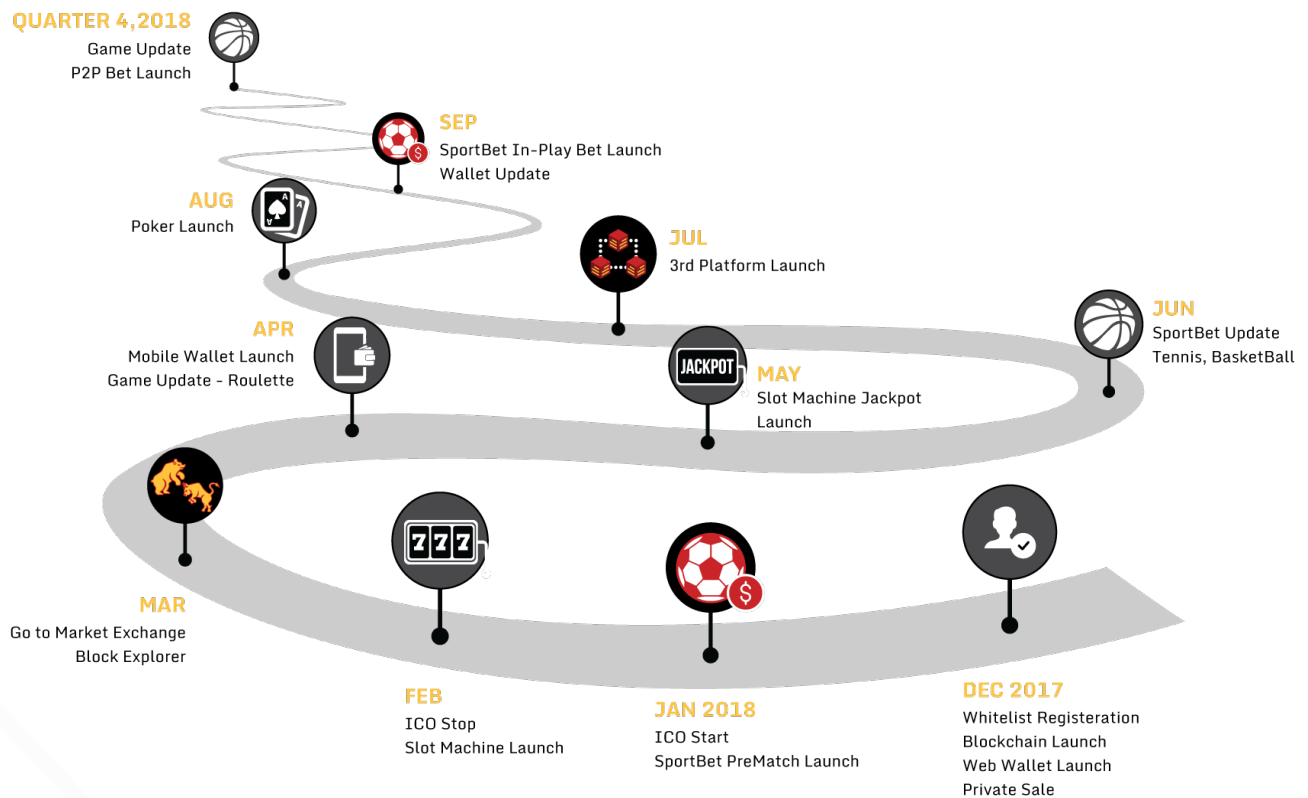 QUARTER 4,2018
Game Update
P2P Bet Launch
SEP
SportBet In-Play Bet Launch
Wallet Update
$
AUG
Poker Launch
A
A
A
JUL
3rd Platform Launch
JUN
SportBet Update
Tennis, BasketBall
APR
Mobile Wallet Launch
Game Update - Roulette
JACKPOT
MAY
Slot Machine Jackpot
Launch
MAR
Go to Market Exchange
Block Explorer
777
FEB
ICO Stop
Slot Machine Launch
$
JAN 2018
ICO Start
SportBet PreMatch Launch
DEC 2017
Whitelist Registeration
Blockchain Launch
Web Wallet Launch
Private Sale